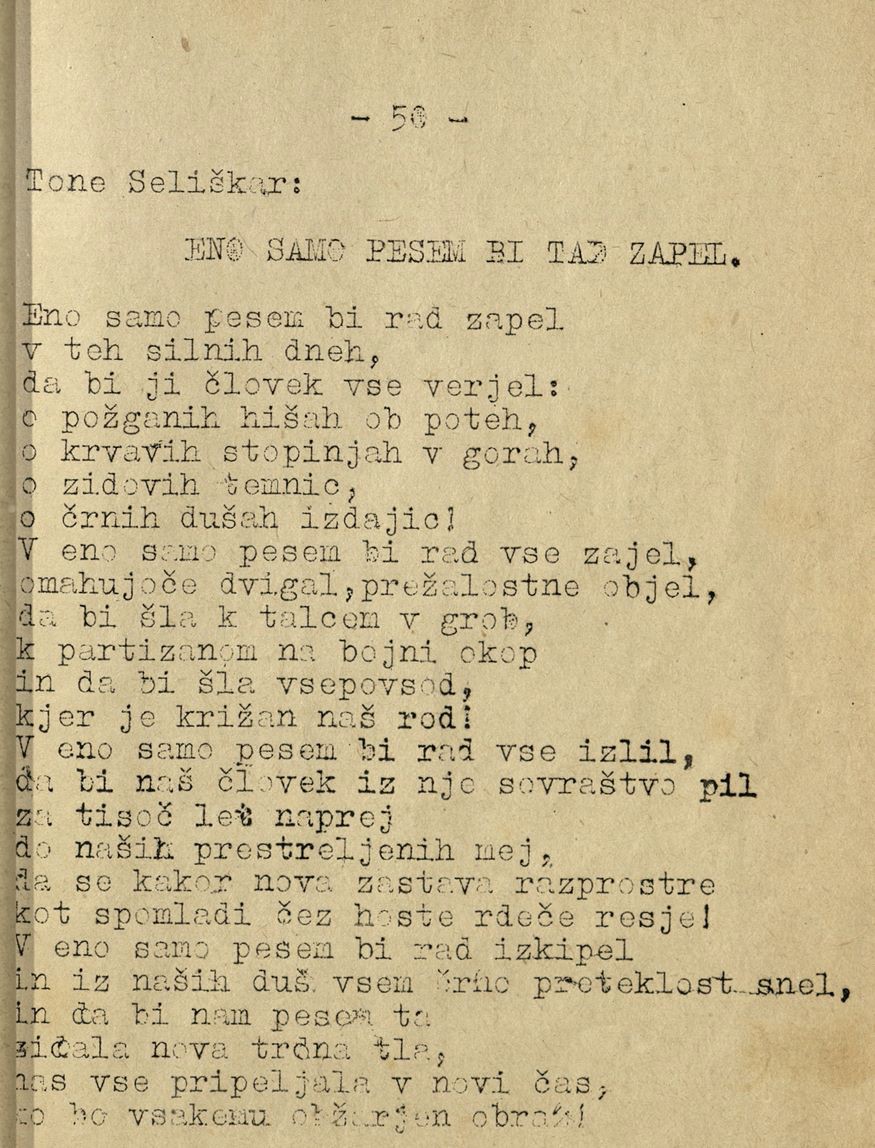 - 50 -
Tone Seliškar:
ENO SAMO PESEM BI TAD ZAPEL.
Eno samo pesem bi rad zapel
v teh silnih dneh,
da bi ji človek vse verjel:
o požganih hišah ob poteh,
o krvavih stopinjah v gorah,
o zidovih temnic,
o črnih dušah izdajic!
V eno samo pesem bi rad vse zajel,
omahujoče dvigal,prežalostne objel,
da bi šla k talcem v grob,
k partizanom na bojni okop
in da bi šla vsepovsod,
kjer je križan naš rod!
V eno samo pesem bi rad vse izlil,
da bi naš človek iz nje sovraštvo pil
za tisoč let naprej
do naših prestreljenih mej,
da se kakor nova zastava razprostre
kot spomladi čez hoste rdeče resje!
V eno samo pesem bi rad izkipel
in iz naših duš vsem črno preteklost snel,
in da bi nam pesem ta
zidala nova trdna tla,
nas vse pripeljala v novi čas,
ko bo vsakemu obžarjen obraz!